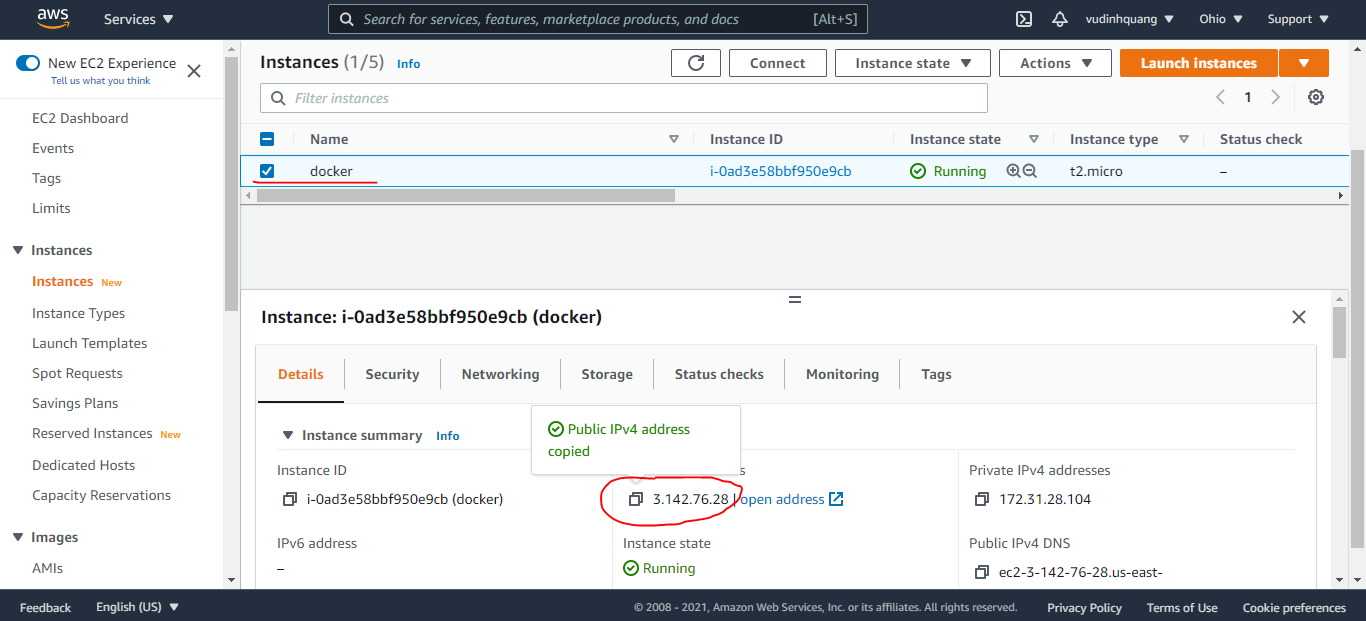 aws
Services
Search for services, features, marketplace products, and docs
[Alt+S]
vudinhquang
Ohio
Support
New EC2 Experience
Tell us what you think
EC2 Dashboard
Events
Tags
Limits
Instances
Instances New
Instance Types
Launch Templates
Spot Requests
Savings Plans
Reserved Instances New
Dedicated Hosts
Capacity Reservations
Images
AMIs
Instances (1/5) Info
Connect
Instance state
Actions
Launch instances
Filter instances
1
Name
Instance ID
Instance state
Instance type
Status check
docker
i-0ad3e58bbf950e9cb
Running
t2.micro
–
Instance: i-0ad3e58bbf950e9cb (docker)
Details
Security
Networking
Storage
Status checks
Monitoring
Tags
Instance summary Info
Public IPv4 address
copied
Instance ID
i-0ad3e58bbf950e9cb (docker)
3.142.76.28 | open address
Private IPv4 addresses
172.31.28.104
IPv6 address
–
Instance state
Running
Public IPv4 DNS
ec2-3-142-76-28.us-east-
Feedback
English (US)
© 2008 - 2021, Amazon Web Services, Inc. or its affiliates. All rights reserved.
Privacy Policy
Terms of Use
Cookie preferences